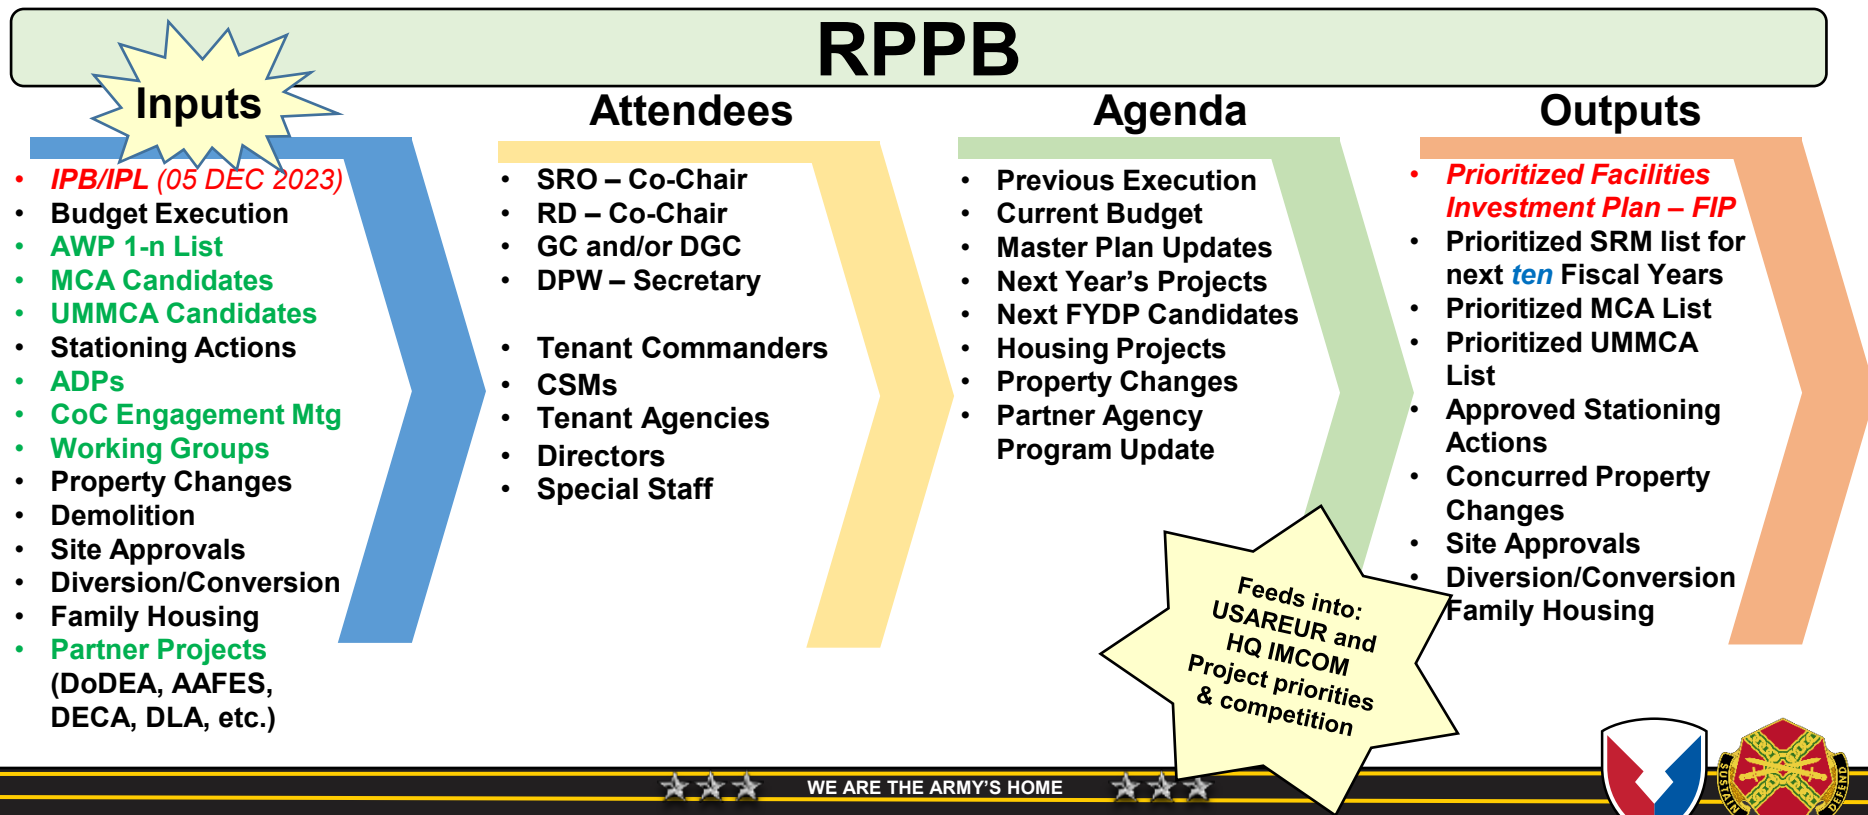 RPPB
Inputs
• IPB/IPL (05 DEC 2023)
• Budget Execution
• AWP 1-n List
• MCA Candidates
• UMMCA Candidates
• Stationing Actions
• ADPs
• CoC Engagement Mtg
• Working Groups
• Property Changes
• Demolition
• Site Approvals
• Diversion/Conversion
• Family Housing
• Partner Projects
(DoDEA, AAFES,
DECA, DLA, etc.)
Attendees
• SRO – Co-Chair
• RD – Co-Chair
• GC and/or DGC
• DPW – Secretary
• Tenant Commanders
• CSMs
• Tenant Agencies
• Directors
• Special Staff
Agenda
• Previous Execution
• Current Budget
• Master Plan Updates
• Next Year's Projects
• Next FYDP Candidates
• Housing Projects
• Property Changes
• Partner Agency
Program Update
Outputs
• Prioritized Facilities
Investment Plan – FIP
• Prioritized SRM list for
next ten Fiscal Years
• Prioritized MCA List
• Prioritized UMMCA
List
• Approved Stationing
Actions
• Concurred Property
Changes
• Site Approvals
• Diversion/Conversion
Family Housing
Feeds into:
USAREUR and
HQ IMCOM
Project priorities
& competition
WE ARE THE ARMY'S HOME
SUSTAIN
DEFEND